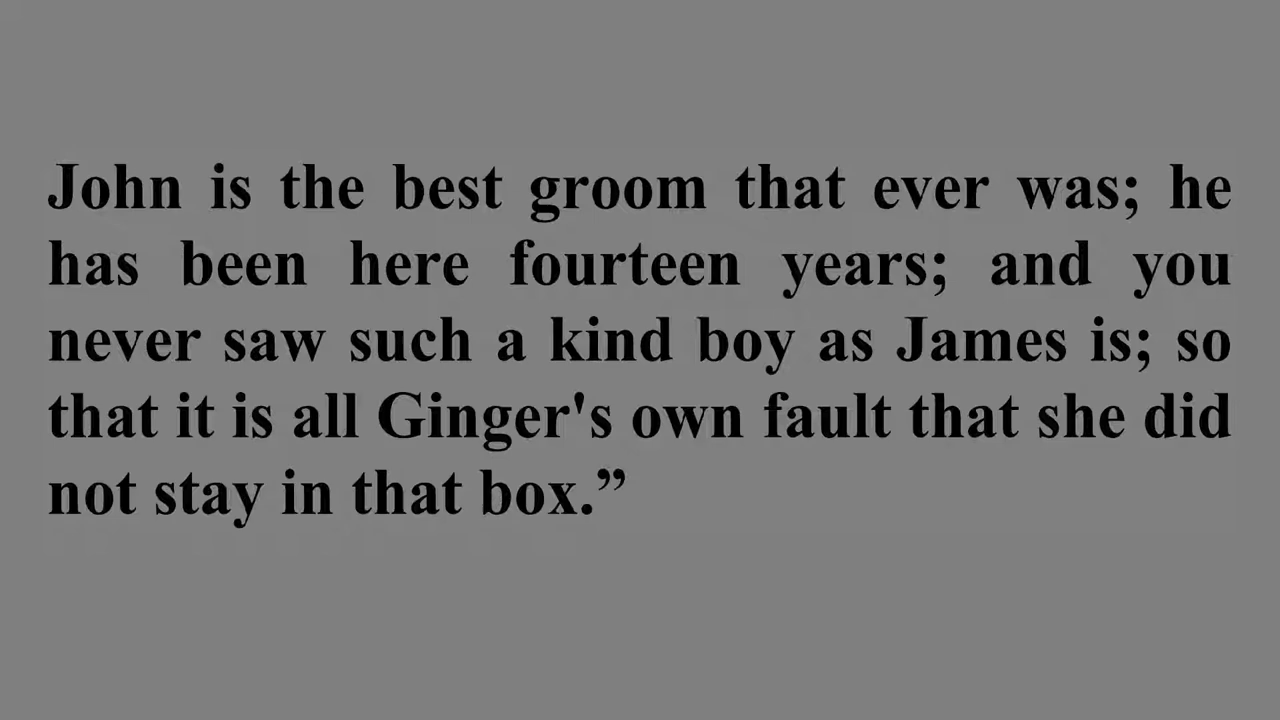 John is the best groom that ever was; he
has been here fourteen years; and you
never saw such a kind boy as James is; so
that it is all Ginger's own fault that she did
not stay in that box.”